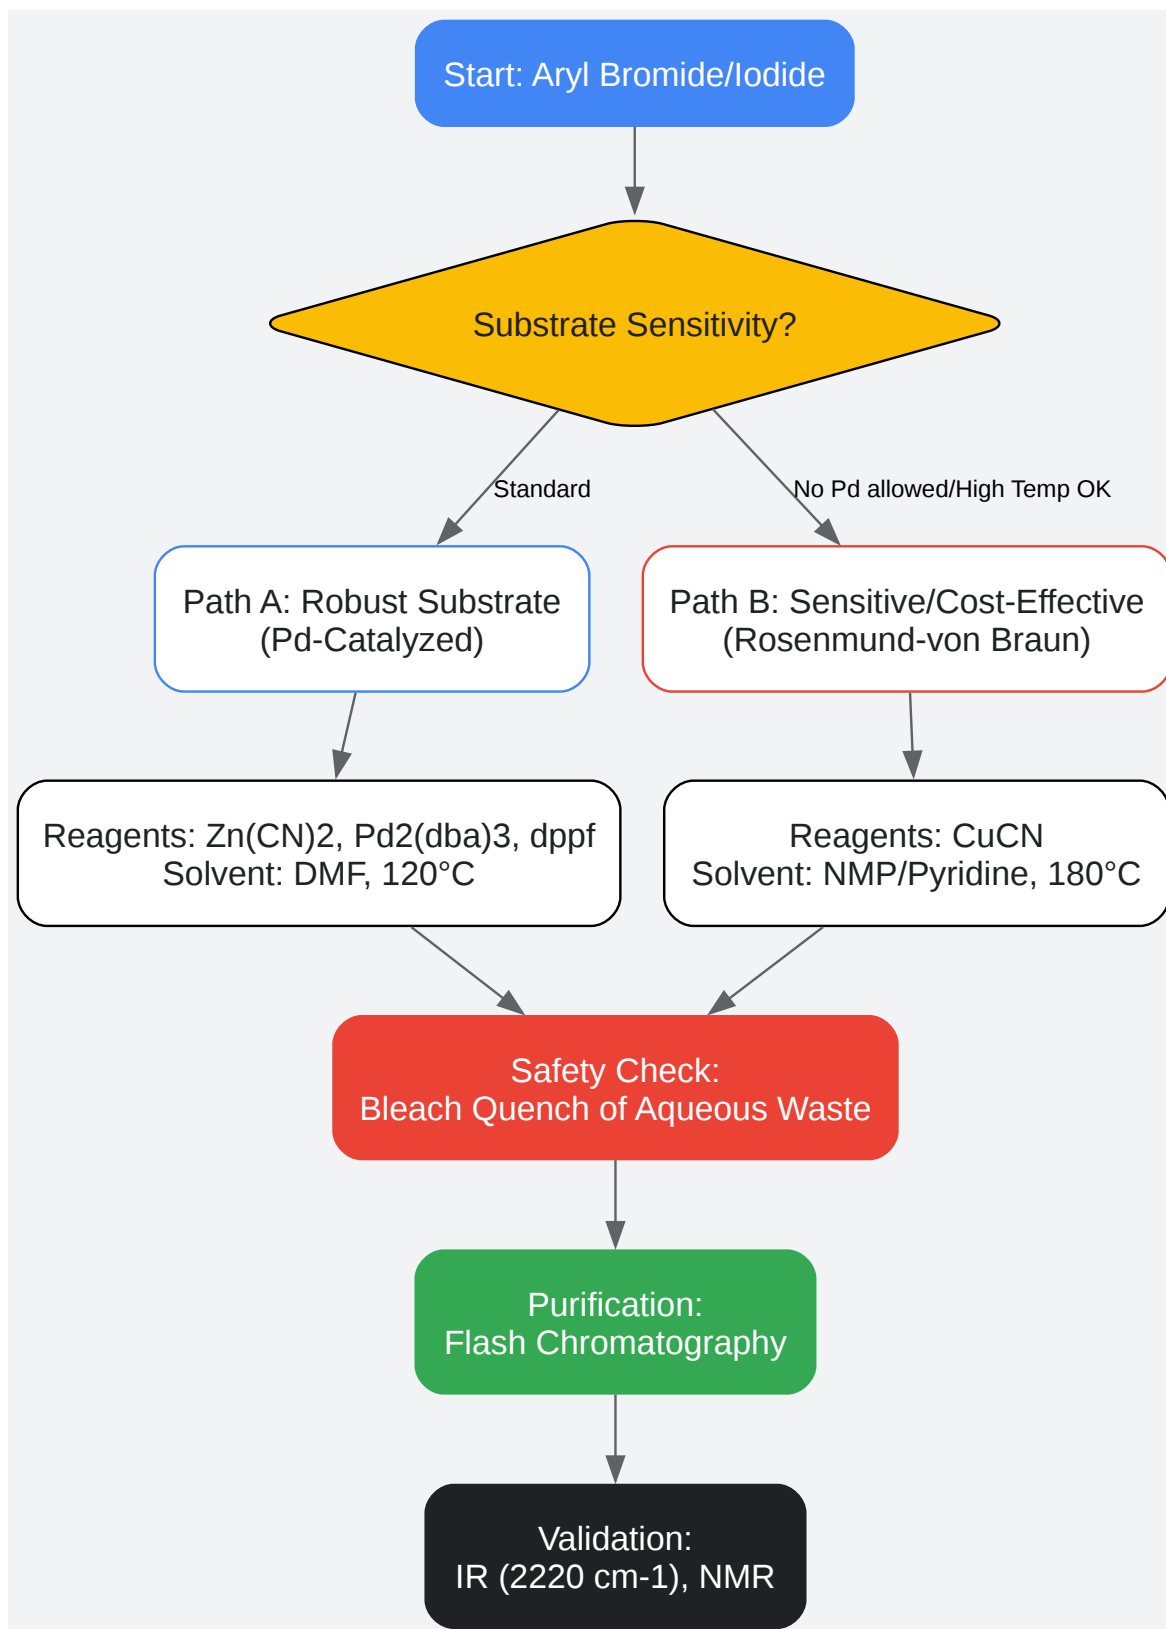 Start: Aryl Bromide/Iodide
Substrate Sensitivity?
Standard
No Pd allowed/High Temp OK
Path A: Robust Substrate
(Pd-Catalyzed)
Path B: Sensitive/Cost-Effective
(Rosenmund-von Braun)
Reagents: Zn(CN)2, Pd2(dba)3, dppf
Solvent: DMF, 120°C
Reagents: CuCN
Solvent: NMP/Pyridine, 180°C
Safety Check:
Bleach Quench of Aqueous Waste
Purification:
Flash Chromatography
Validation:
IR (2220 cm-1), NMR